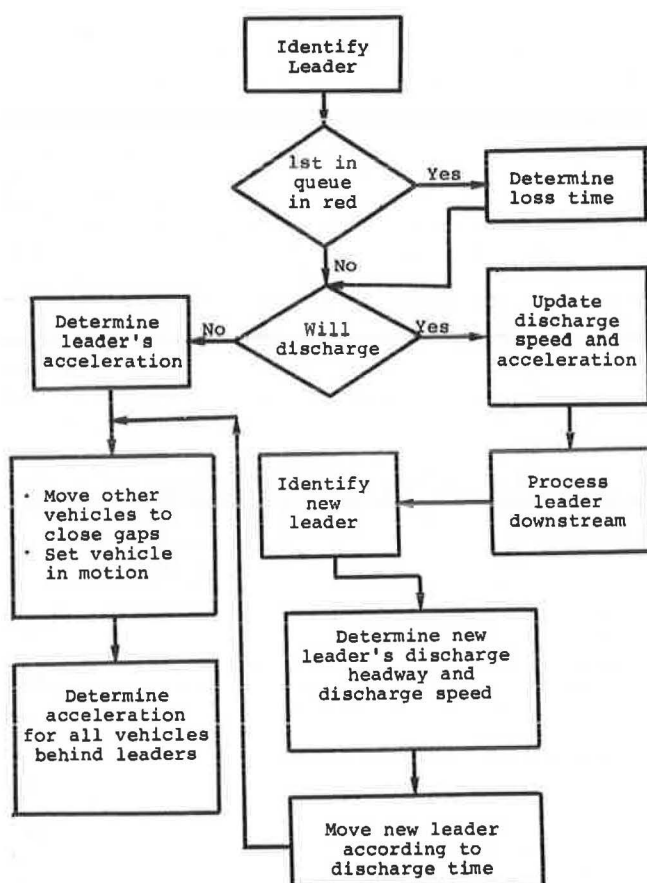 Identify
Leader
1st in
queue
in red
Yes
Determine
loss time
No
Determine
leader's
acceleration
No
Will
discharge
Yes
Update
discharge
speed and
acceleration
Process
leader
downstream
Identify
new
leader
· Move other
vehicles to
close gaps
· Set vehicle
in motion
Determine new
leader's discharge
headway and
discharge speed
Determine
acceleration
for all vehicles
behind leaders
Move new leader
according to
discharge time